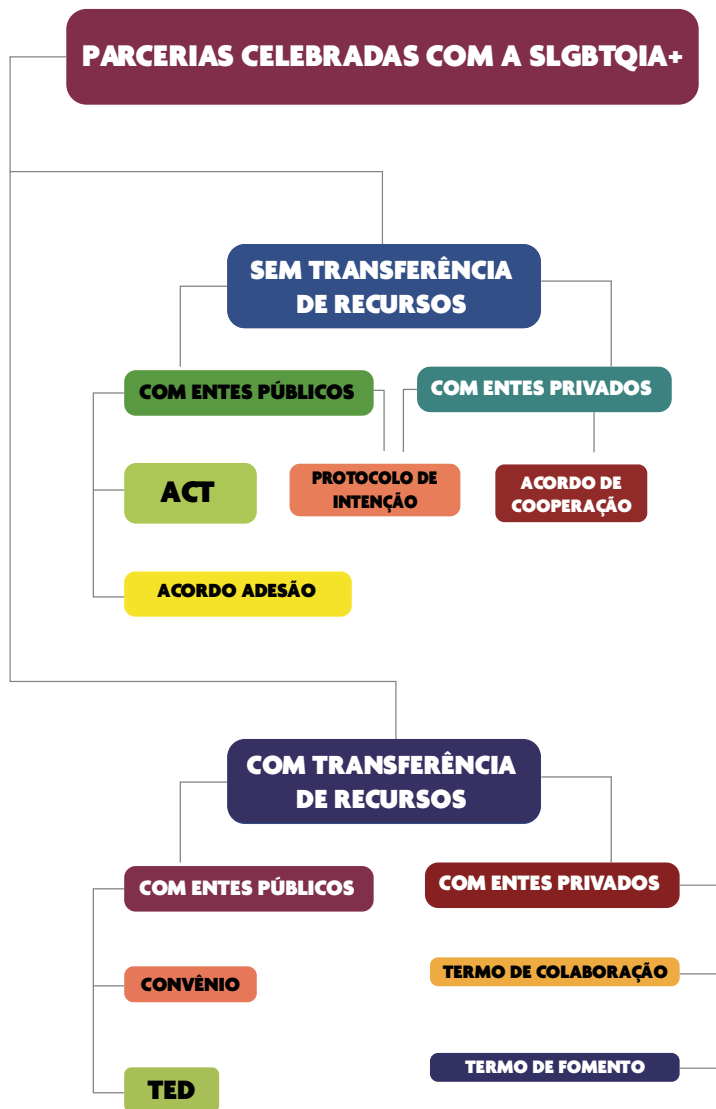 PARCERIAS CELEBRADAS COM A SLGBTQIA+
SEM TRANSFERÊNCIA
DE RECURSOS
COM ENTES PÚBLICOS
COM ENTES PRIVADOS
ACT
PROTOCOLO DE
INTENÇÃO
ACORDO DE
COOPERAÇÃO
ACORDO ADESÃO
COM TRANSFERÊNCIA
DE RECURSOS
COM ENTES PÚBLICOS
COM ENTES PRIVADOS
CONVÊNIO
TERMO DE COLABORAÇÃO
TED
TERMO DE FOMENTO